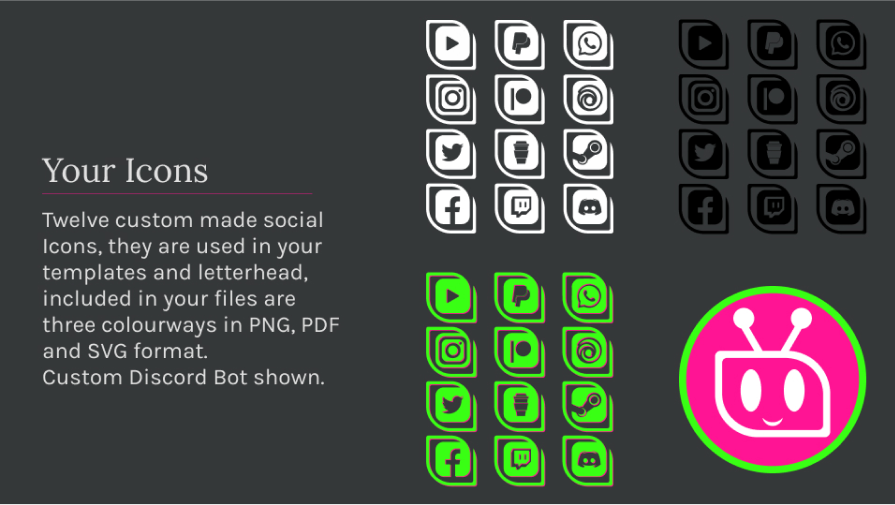 Your Icons
Twelve custom made social
Icons, they are used in your
templates and letterhead,
included in your files are
three colourways in PNG, PDF
and SVG format.
Custom Discord Bot shown.